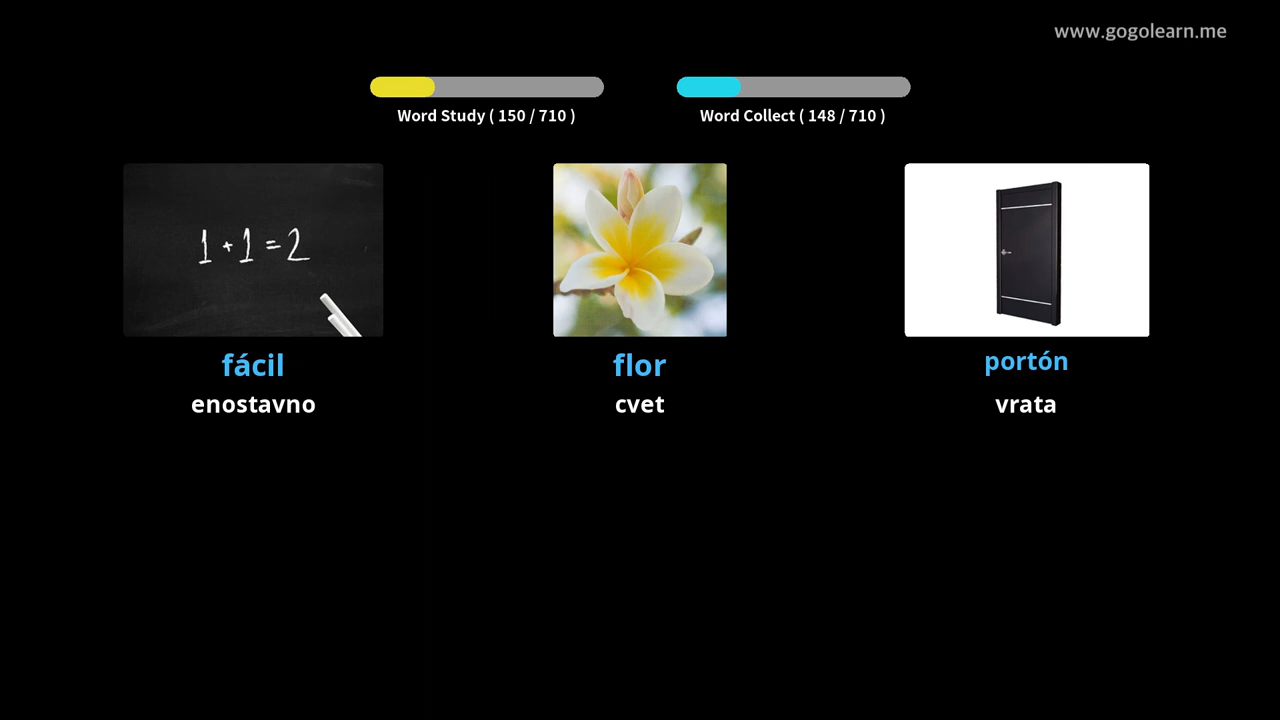 www.gogolearn.me
Word Study ( 150 / 710 )
Word Collect ( 148 / 710 )
1 + 1 = 2
fácil
enostavno
flor
cvet
portón
vrata